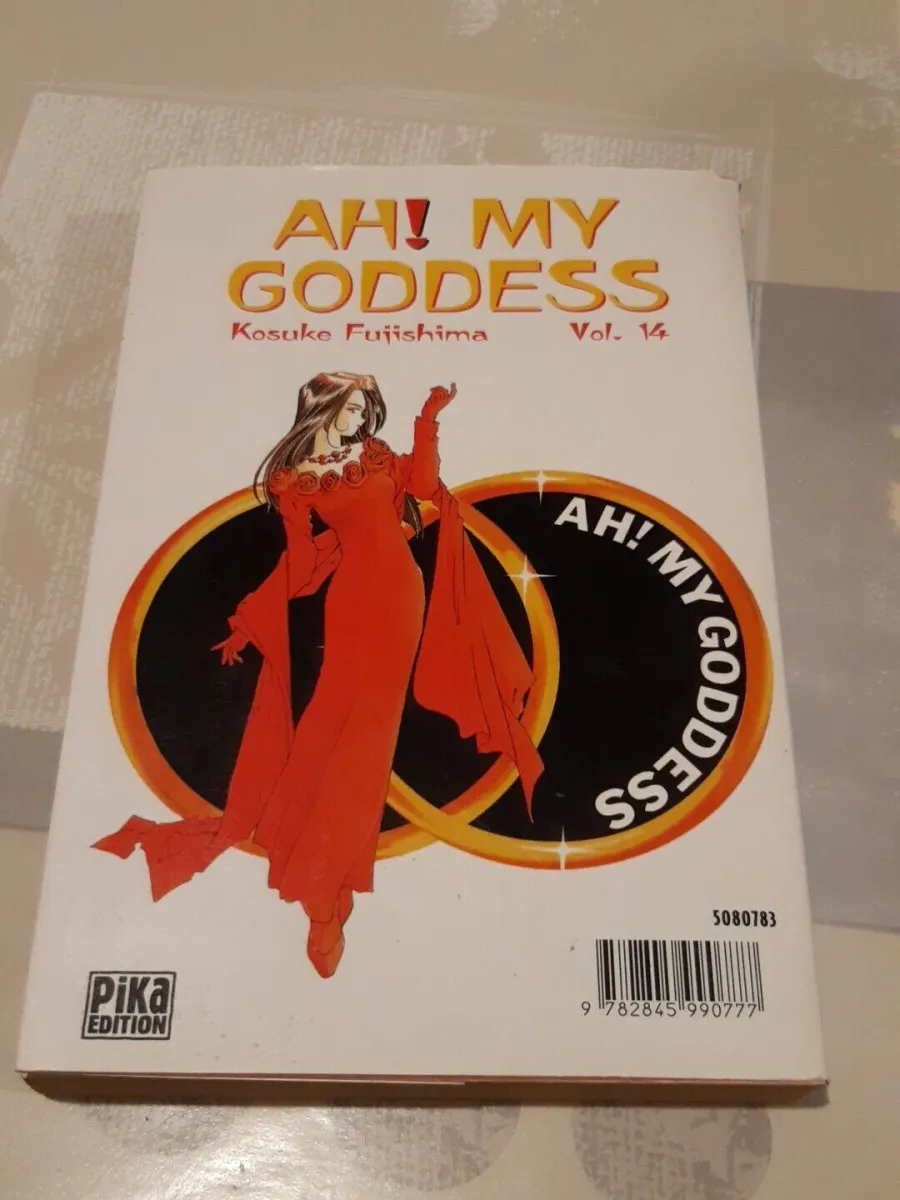 AH! MY
GODDESS
Kosuke Fujishima Vol. 14
AH! MY GODDESS
5080783
9 782845 990777
PiKa
EDITION